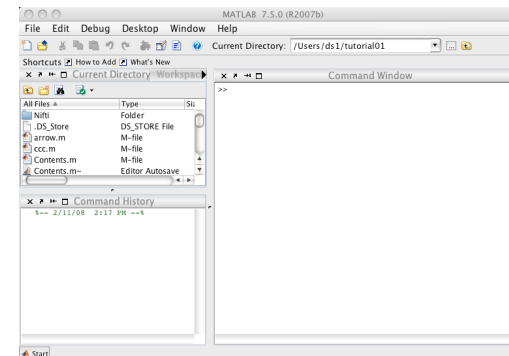 MATLAB 7.5.0 (R2007b)
File Edit Debug Desktop Window Help
Current Directory: /Users/ds1/tutorial01
Shortcuts How to Add What's New
Current Directory Workspac
All Files Type Siz
Nifti Folder
.DS_Store DS_STORE File
arrow.m M-file
ccc.m M-file
Contents.m M-file
Contents.m~ Editor Autosave
Command History
%-- 2/11/08 2:17 PM --%
Command Window
>>
Start